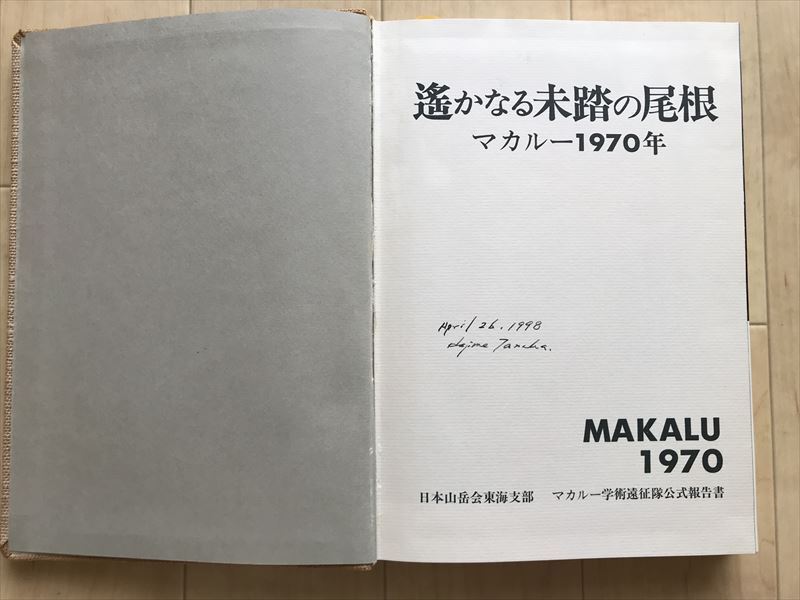 遙かなる未踏の尾根
マカルー1970年
April 26. 1998
Hajime Tanaka.
MAKALU
1970
日本山岳会東海支部 マカルー学術遠征隊公式報告書